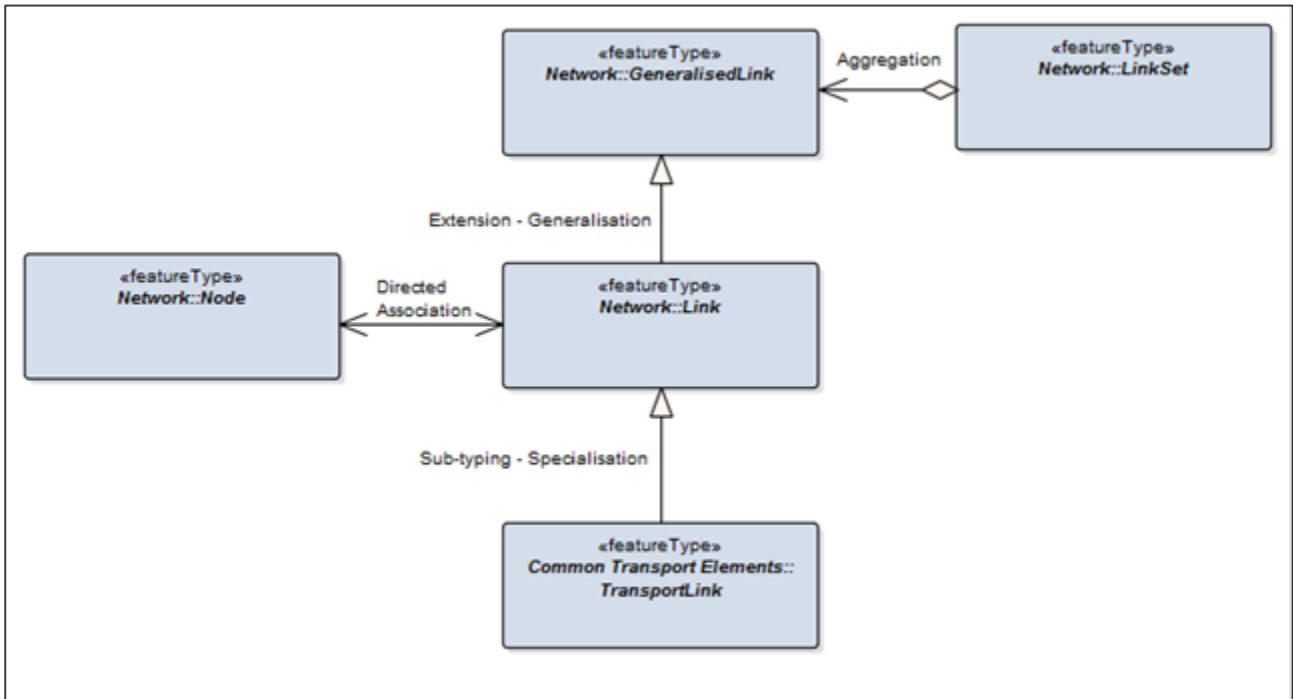 «featureType»
Network::GeneralisedLink
Aggregation
«featureType»
Network::LinkSet
Extension - Generalisation
«featureType»
Network::Node
Directed
Association
«featureType»
Network::Link
Sub-typing - Specialisation
«featureType»
Common Transport Elements::
TransportLink